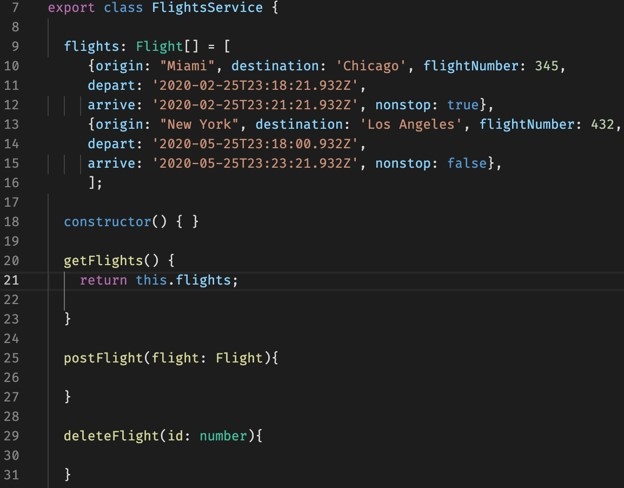 7 export class FlightsService {
8
9 flights: Flight[] = [
10 {origin: "Miami", destination: 'Chicago', flightNumber: 345,
11 depart: '2020-02-25T23:18:21.932Z',
12 arrive: '2020-02-25T23:21:21.932Z', nonstop: true},
13 {origin: "New York", destination: 'Los Angeles', flightNumber: 432,
14 depart: '2020-05-25T23:18:00.932Z',
15 arrive: '2020-05-25T23:23:21.932Z', nonstop: false},
16 ];
17
18 constructor() { }
19
20 getFlights() {
21 return this.flights;
22
23 }
24
25 postFlight(flight: Flight){
26
27 }
28
29 deleteFlight(id: number){
30
31 }